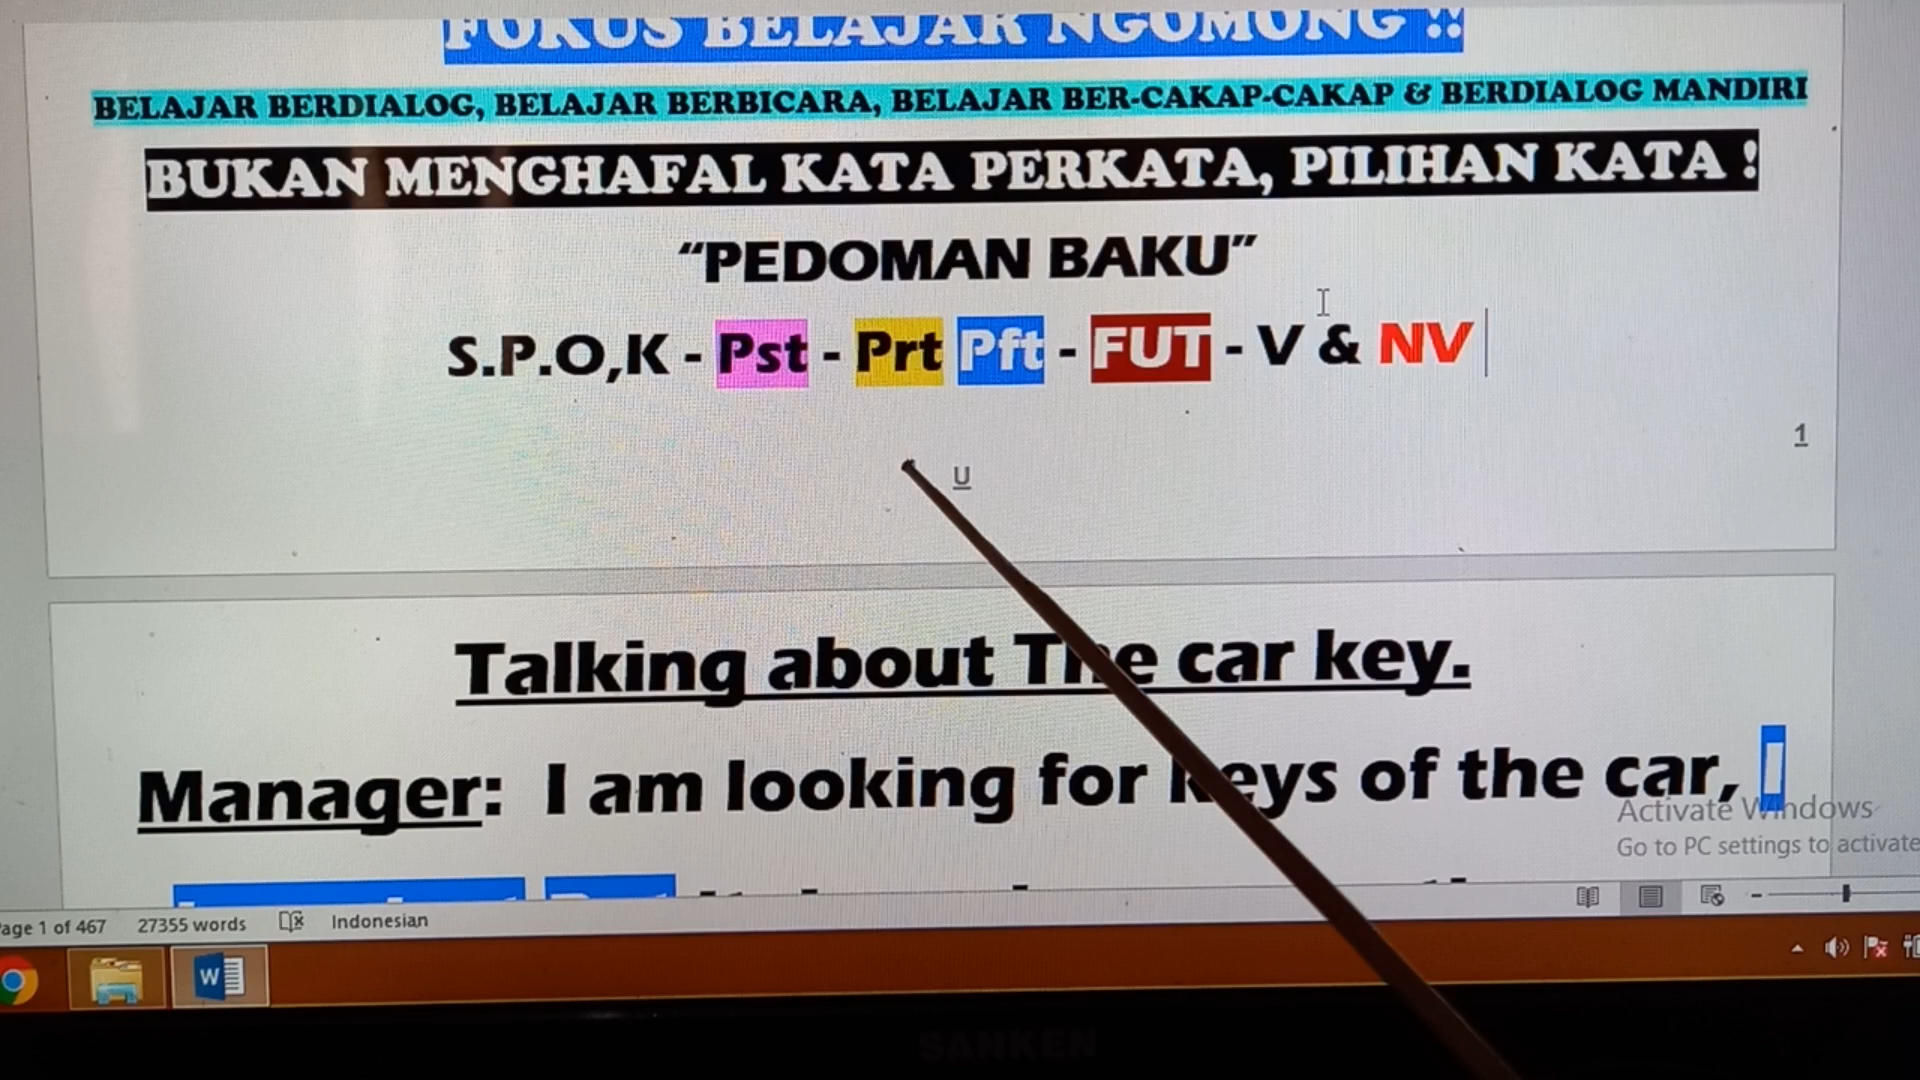 FOKUS BELAJAR NGOMONG !!
BELAJAR BERDIALOG, BELAJAR BERBICARA, BELAJAR BER-CAKAP-CAKAP & BERDIALOG MANDIRI
BUKAN MENGHAFAL KATA PERKATA, PILIHAN KATA !
“PEDOMAN BAKU”
S.P.O,K - Pst - Prt Pft - FUT - V & NV
1
U
Talking about The car key.
Manager: I am looking for keys of the car,
Activate Windows
Go to PC settings to activate
age 1 of 467 27355 words Indonesian
W
SANKEN